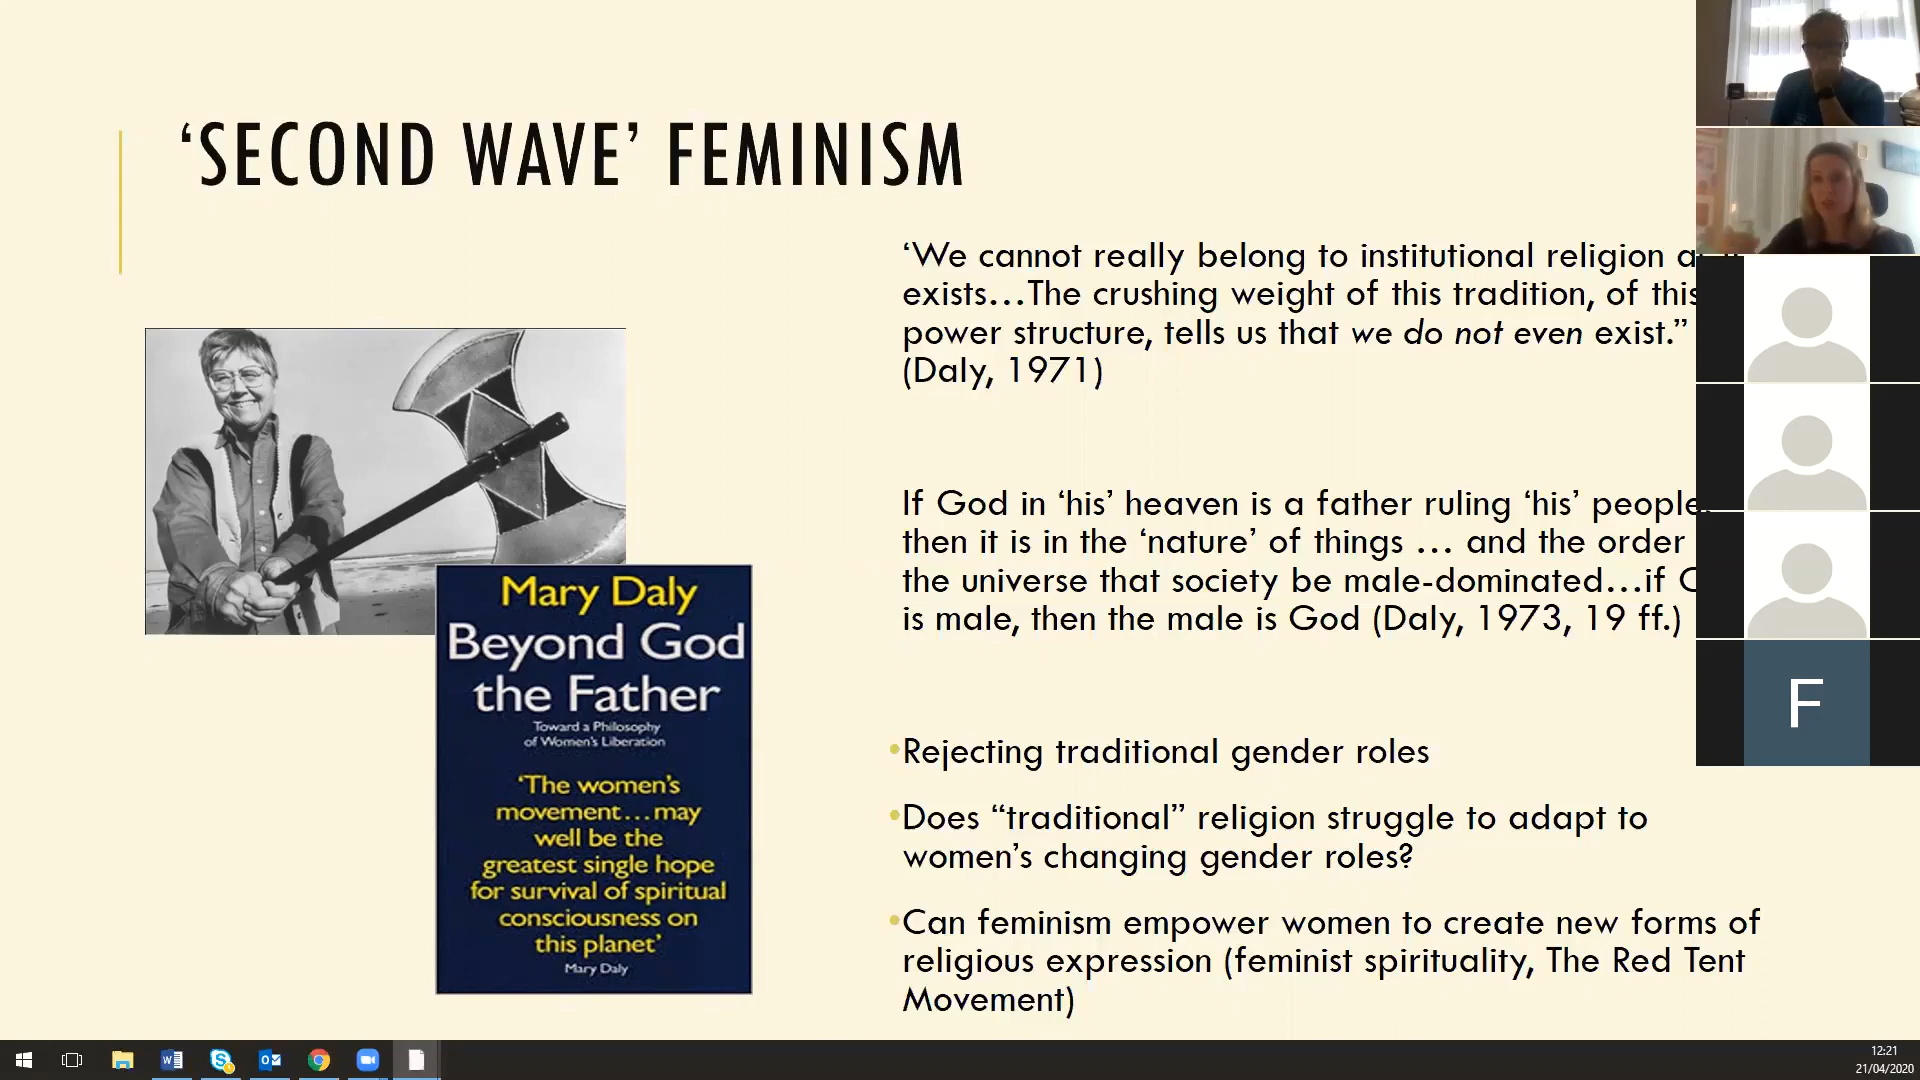 ‘SECOND WAVE’ FEMINISM
‘We cannot really belong to institutional religion a
exists…The crushing weight of this tradition, of this
power structure, tells us that we do not even exist.”
(Daly, 1971)
If God in ‘his’ heaven is a father ruling ‘his’ people,
then it is in the ‘nature’ of things … and the order
the universe that society be male-dominated…if
is male, then the male is God (Daly, 1973, 19 ff.)
•Rejecting traditional gender roles
•Does “traditional” religion struggle to adapt to
women’s changing gender roles?
•Can feminism empower women to create new forms of
religious expression (feminist spirituality, The Red Tent
Movement)
Mary Daly
Beyond God
the Father
Toward a Philosophy
of Women's Liberation
‘The women’s
movement…may
well be the
greatest single hope
for survival of spiritual
consciousness on
this planet’
Mary Daly
F
12:21
21/04/2020